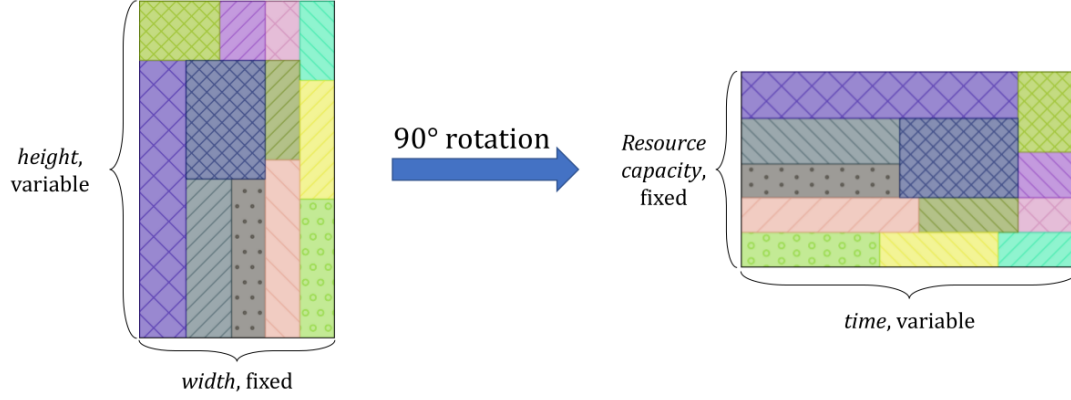 height,
variable
width, fixed
90° rotation
Resource
capacity,
fixed
time, variable